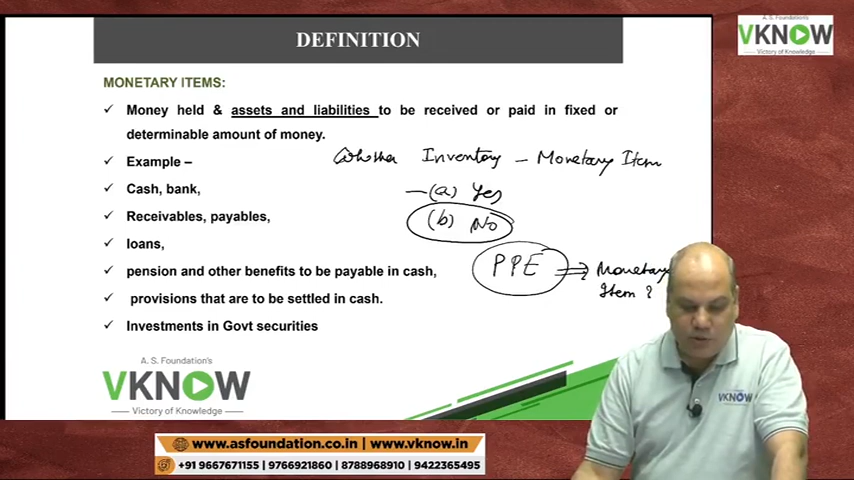 A. S. Foundation's
VKNOW
Victory of Knowledge
DEFINITION
MONETARY ITEMS:
✓ Money held & assets and liabilities to be received or paid in fixed or
determinable amount of money.
✓ Example –
Whether Inventory – Monetary Item
✓ Cash, bank,
– (a) Yes
✓ Receivables, payables,
(b) No
✓ loans,
PPE ⇒ Monetary
Item ?
✓ pension and other benefits to be payable in cash,
✓ provisions that are to be settled in cash.
✓ Investments in Govt securities
A. S. Foundation's
VKNOW
Victory of Knowledge
VKNOW
www.asfoundation.co.in | www.vknow.in
+91 9667671155 | 9766921860 | 8788968910 | 9422365495